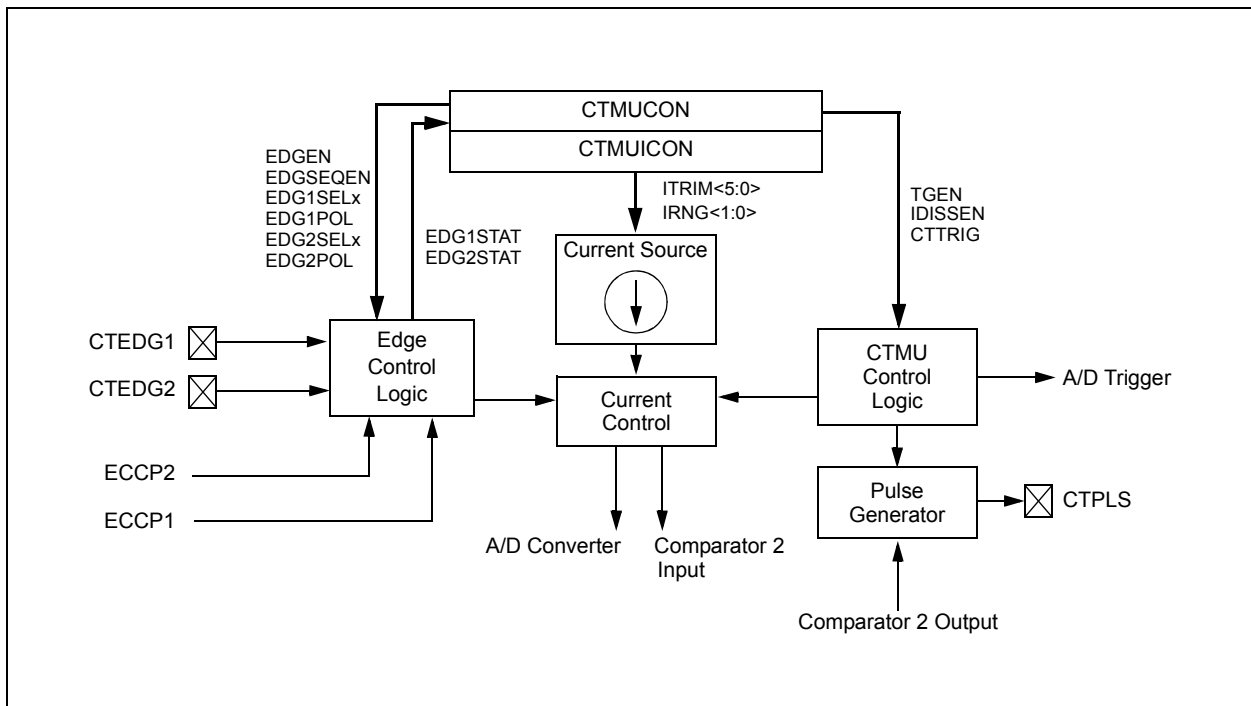 CTMUCON
CTMUICON
EDGEN
EDGSEQEN
EDG1SELx
EDG1POL
EDG2SELx
EDG2POL
EDG1STAT
EDG2STAT
ITRIM<5:0>
IRNG<1:0>
TGEN
IDISSEN
CTTRIG
Current Source
CTEDG1
CTEDG2
Edge
Control
Logic
Current
Control
CTMU
Control
Logic
A/D Trigger
ECCP2
ECCP1
Pulse
Generator
CTPLS
A/D Converter
Comparator 2
Input
Comparator 2 Output